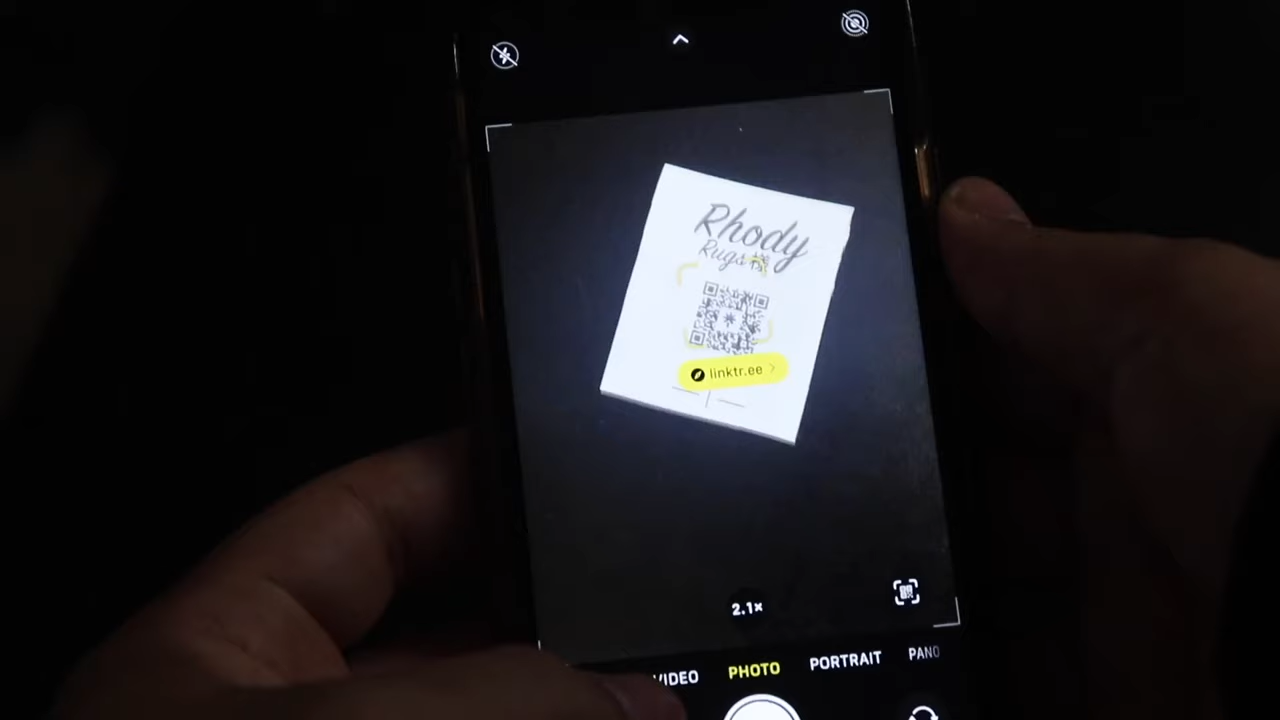 Rhody
Rugs
linktr.ee
2.1×
VIDEO
PHOTO
PORTRAIT
PANO